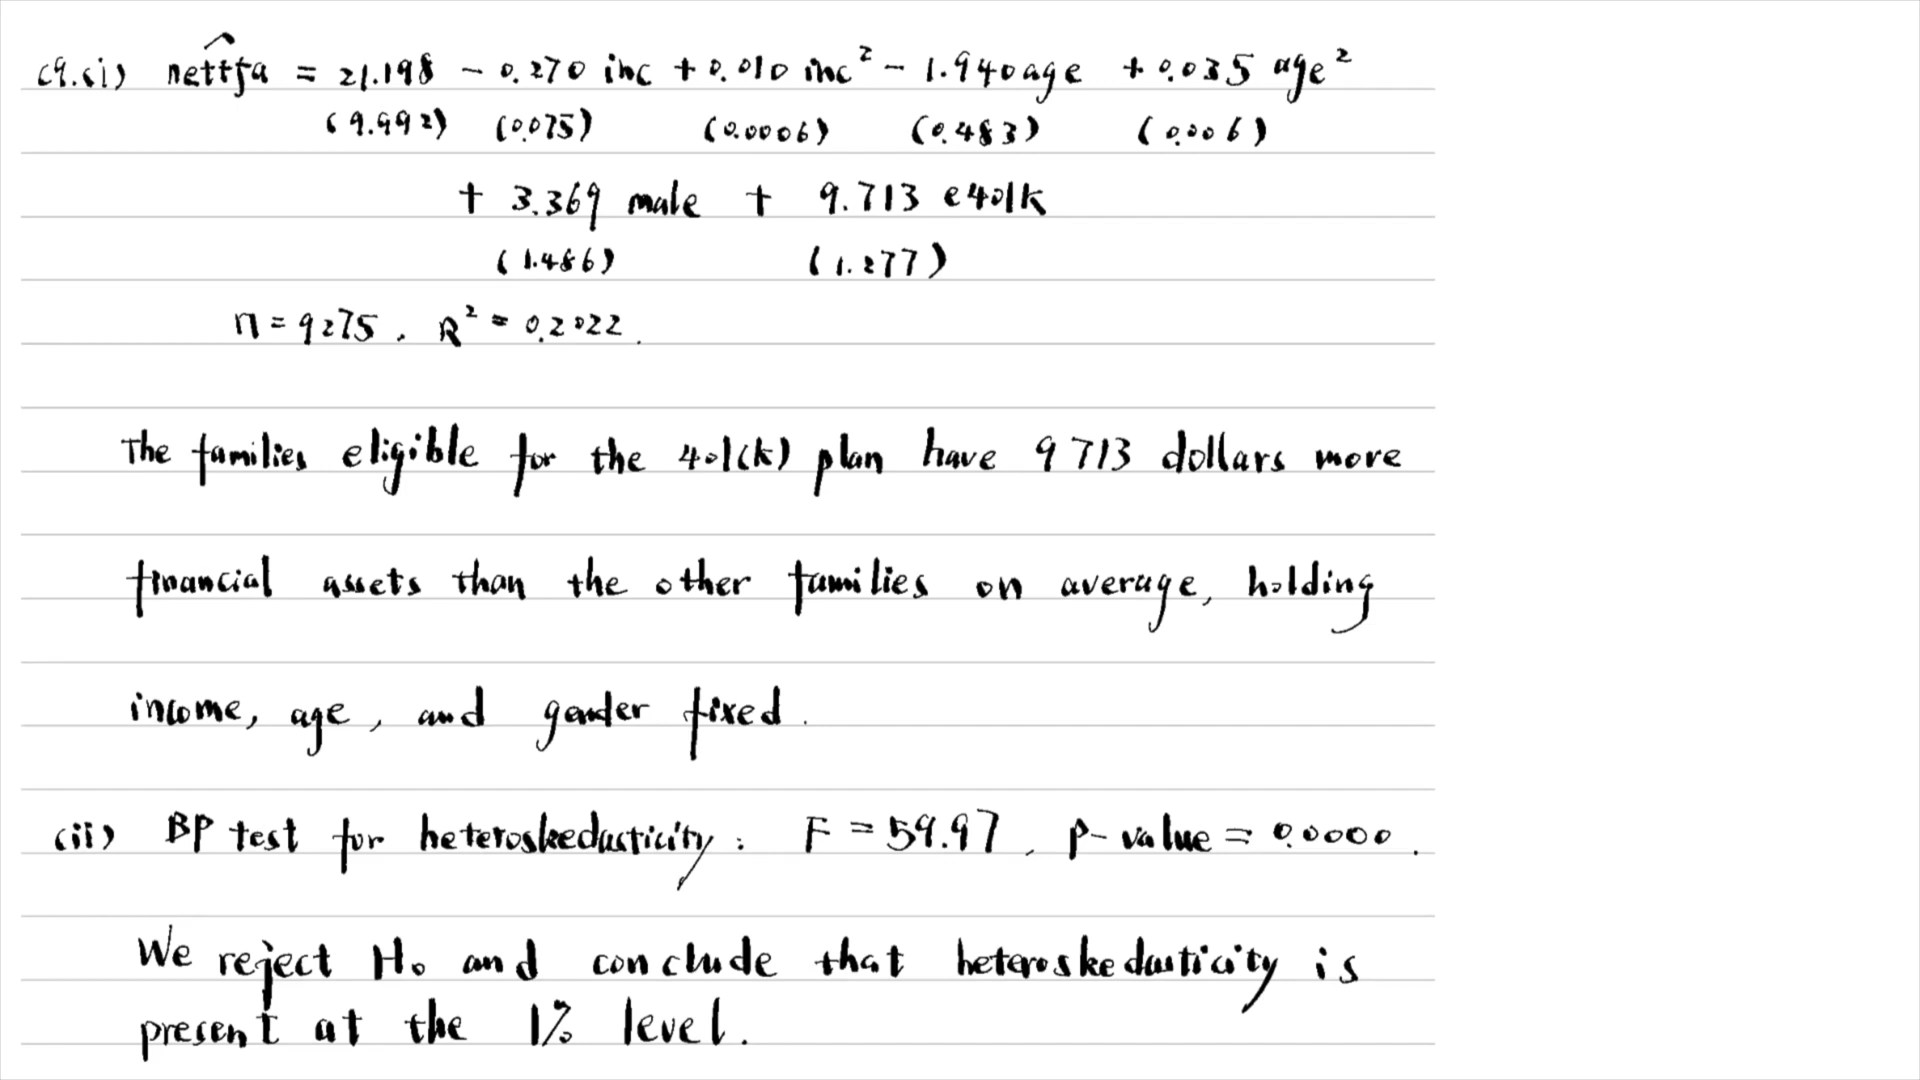 C9.(i) nettfa^ = 21.198 - 0.270 inc + 0.010 inc² - 1.940 age + 0.035 age²
(9.992) (0.075) (0.0006) (0.483) (0.006)
+ 3.369 male + 9.713 e401k
(1.486) (1.277)
n = 9275. R² = 0.2022.
The families eligible for the 401(k) plan have 9713 dollars more
financial assets than the other families on average, holding
income, age, and gender fixed.
(ii) BP test for heteroskedasticity: F = 59.97. P-value = 0.0000.
We reject H₀ and conclude that heteroskedasticity is
present at the 1% level.